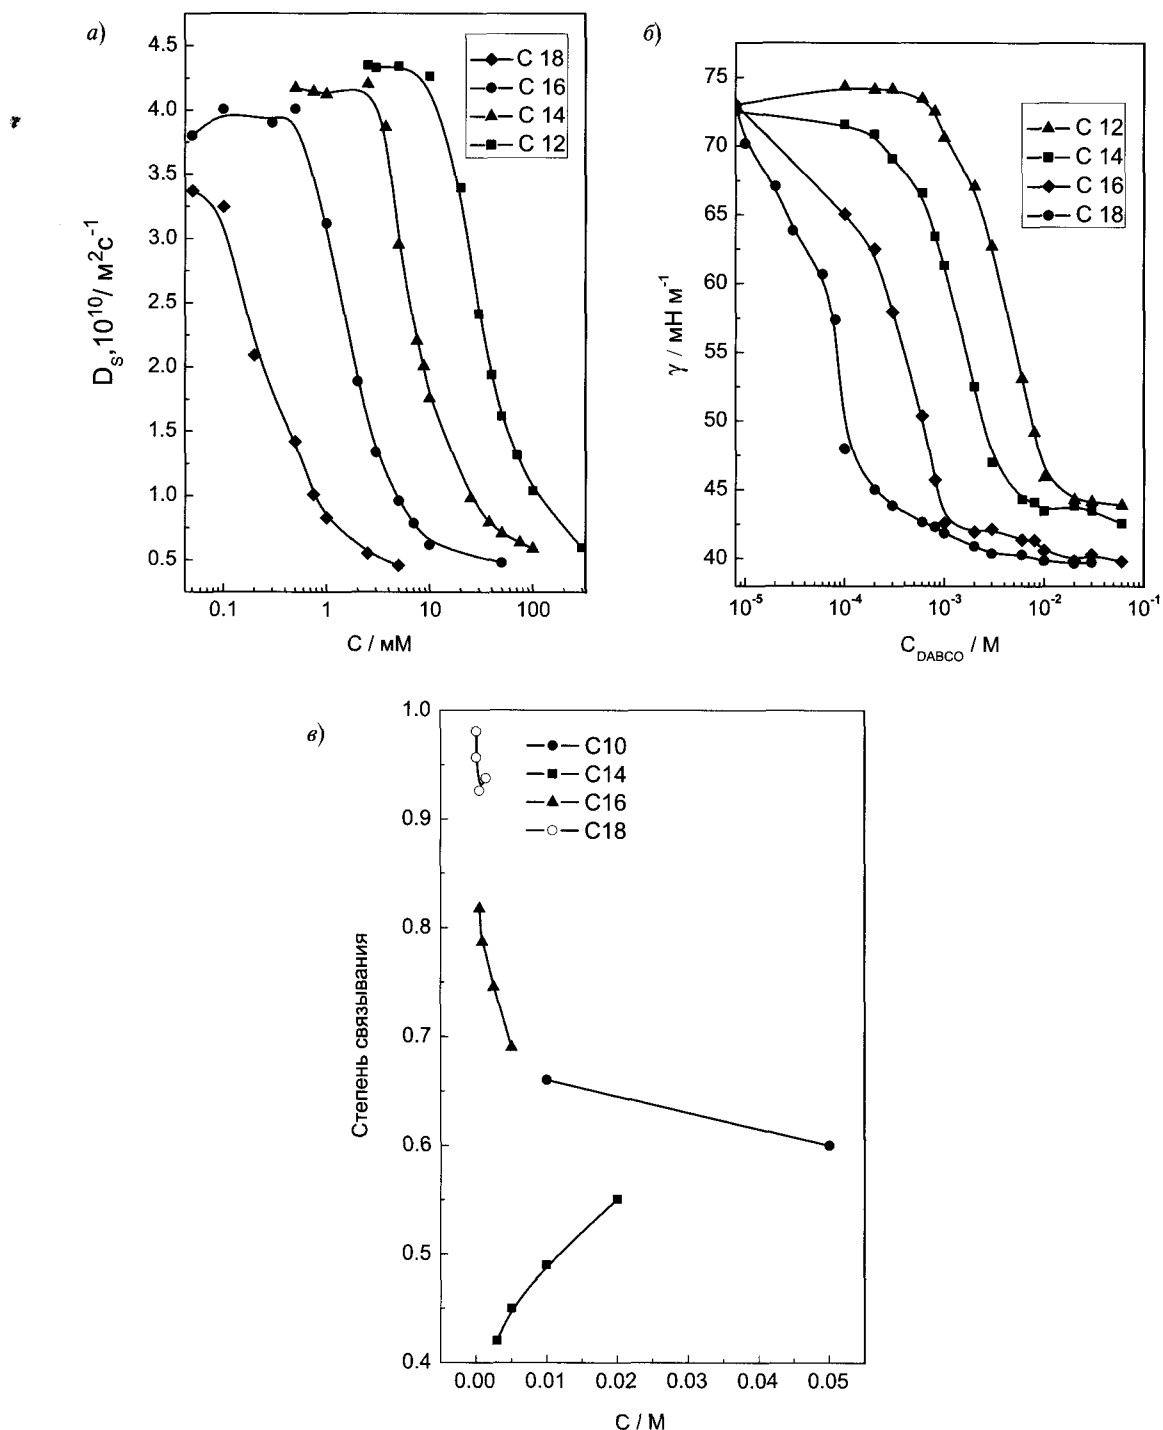 а)
4.5
4.0
3.5
3.0
2.5
2.0
1.5
1.0
0.5
D_S, 10^10/ м^2с^-1
C 18
C 16
C 14
C 12
0.1 1 10 100
C / мМ
б)
75
70
65
60
55
50
45
40
γ / мН м^-1
C 12
C 14
C 16
C 18
10^-5 10^-4 10^-3 10^-2 10^-1
C_DABCO / M
в)
1.0
0.9
0.8
0.7
0.6
0.5
0.4
Степень связывания
C10
C14
C16
C18
0.00 0.01 0.02 0.03 0.04 0.05
C / M